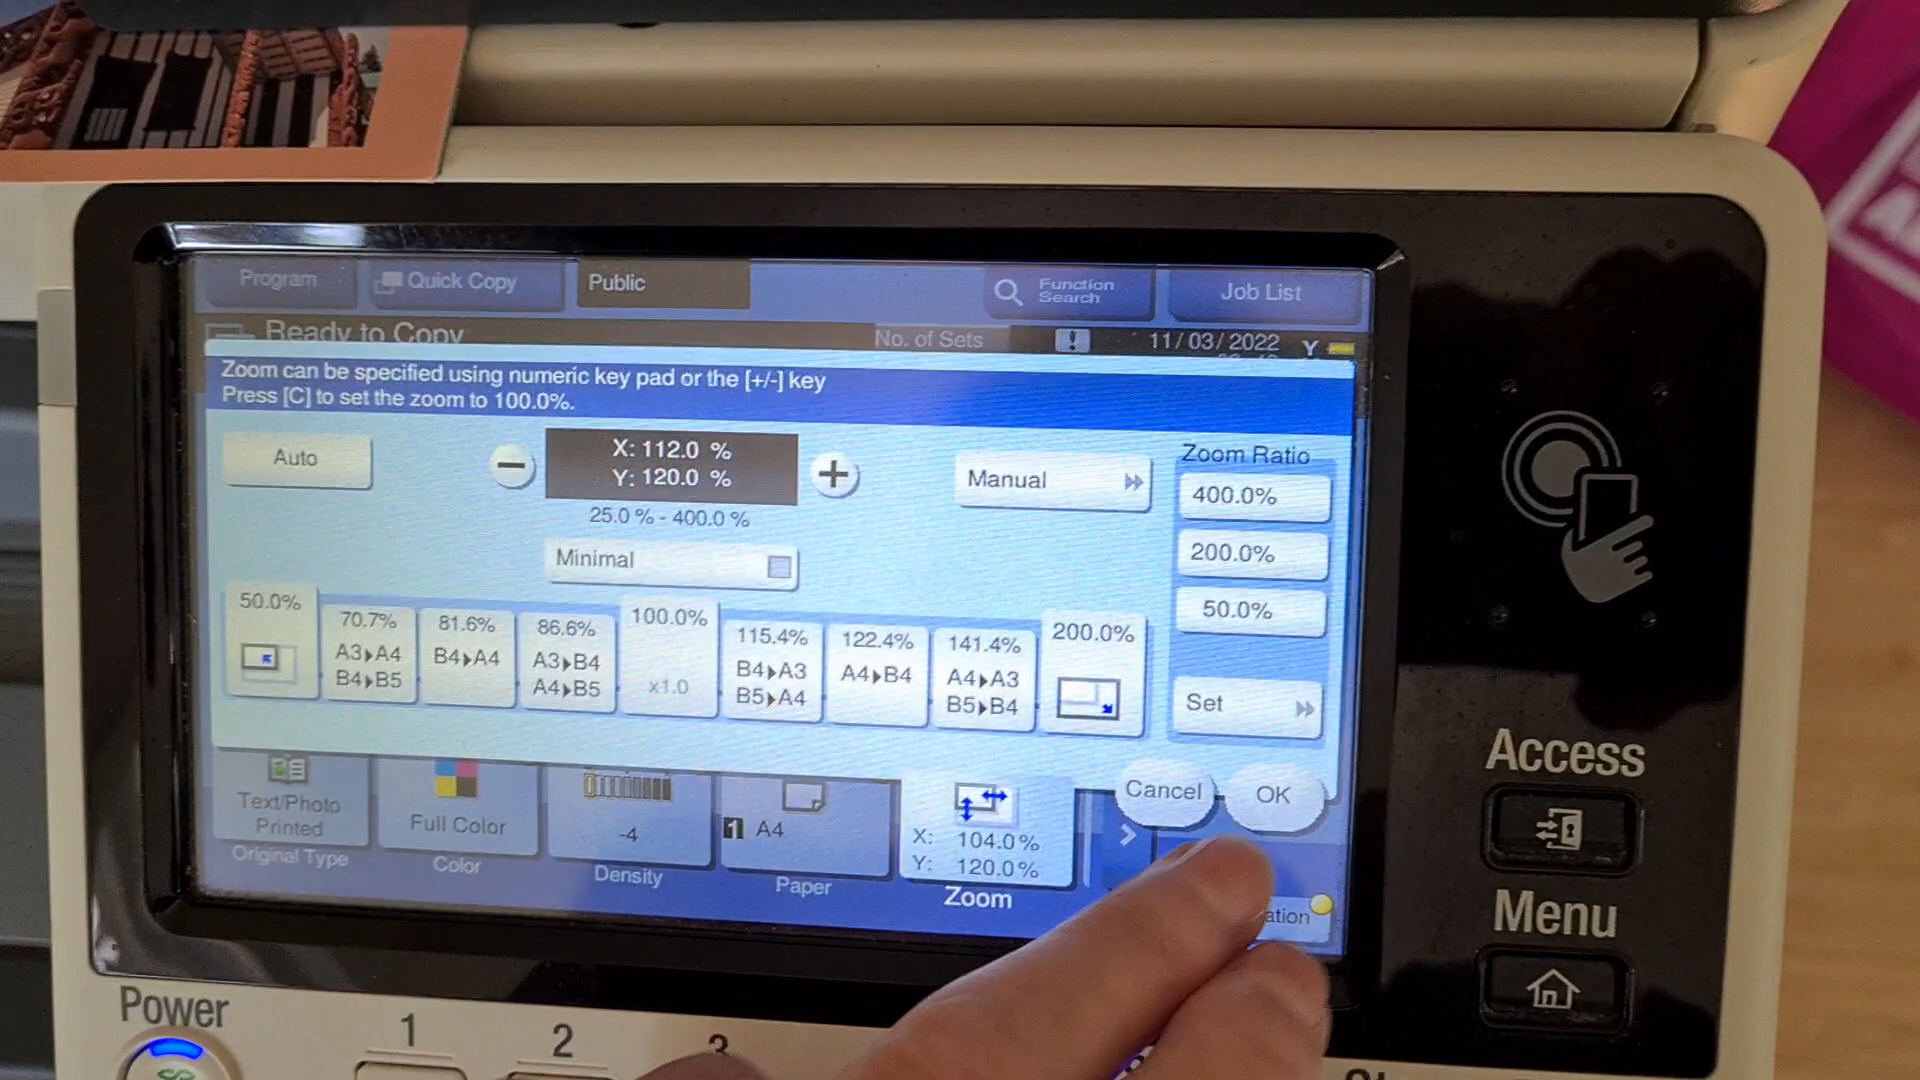 Program
Quick Copy
Public
Function
Search
Job List
Ready to Copy
No. of Sets
!
11/03/2022
Y
Zoom can be specified using numeric key pad or the [+/-] key
Press [C] to set the zoom to 100.0%.
Auto
−
X: 112.0 %
Y: 120.0 %
+
25.0 % - 400.0 %
Manual
Zoom Ratio
400.0%
200.0%
50.0%
Minimal
50.0%
70.7%
A3▸A4
B4▸B5
81.6%
B4▸A4
86.6%
A3▸B4
A4▸B5
100.0%
x1.0
115.4%
B4▸A3
B5▸A4
122.4%
A4▸B4
141.4%
A4▸A3
B5▸B4
200.0%
Set
Cancel
OK
Text/Photo
Printed
Original Type
Full Color
Color
-4
Density
1 A4
Paper
X: 104.0%
Y: 120.0%
Zoom
Access
Menu
Power
1
2
3